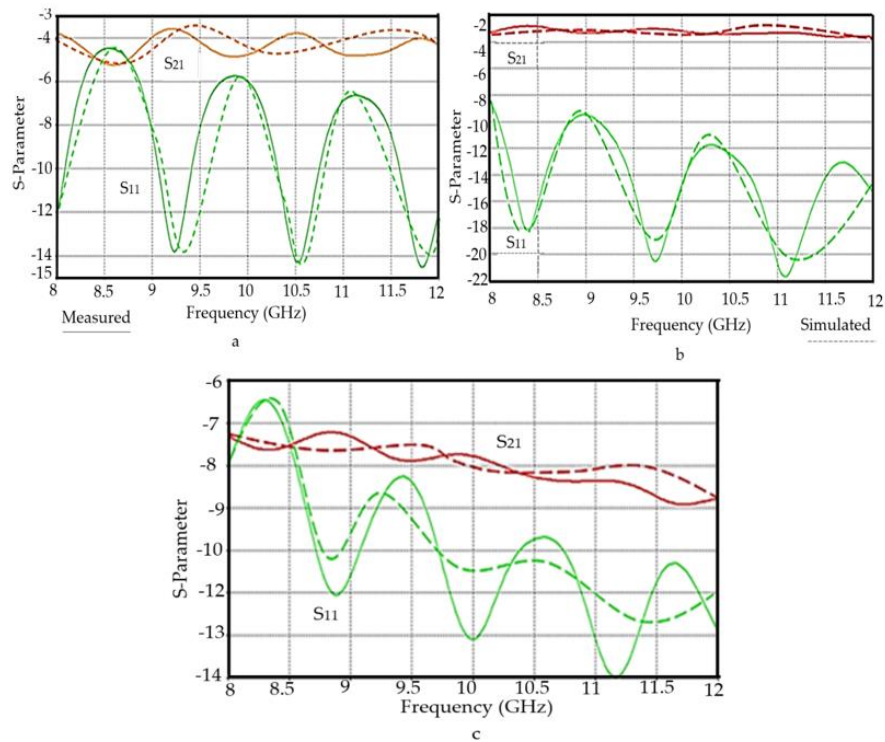 -3
-4
-6
-8
-10
-12
-14
-15
S-Parameter
S21
S11
8 8.5 9 9.5 10 10.5 11 11.5 12
Frequency (GHz)
Measured
a
-2
-4
-6
-8
-10
-12
-14
-16
-18
-20
-22
S-Parameter
S21
S11
8 8.5 9 9.5 10 10.5 11 11.5 12
Frequency (GHz)
Simulated
b
-6
-7
-8
-9
-10
-12
-13
-14
S-Parameter
S21
S11
8 8.5 9 9.5 10 10.5 11 11.5 12
Frequency (GHz)
c